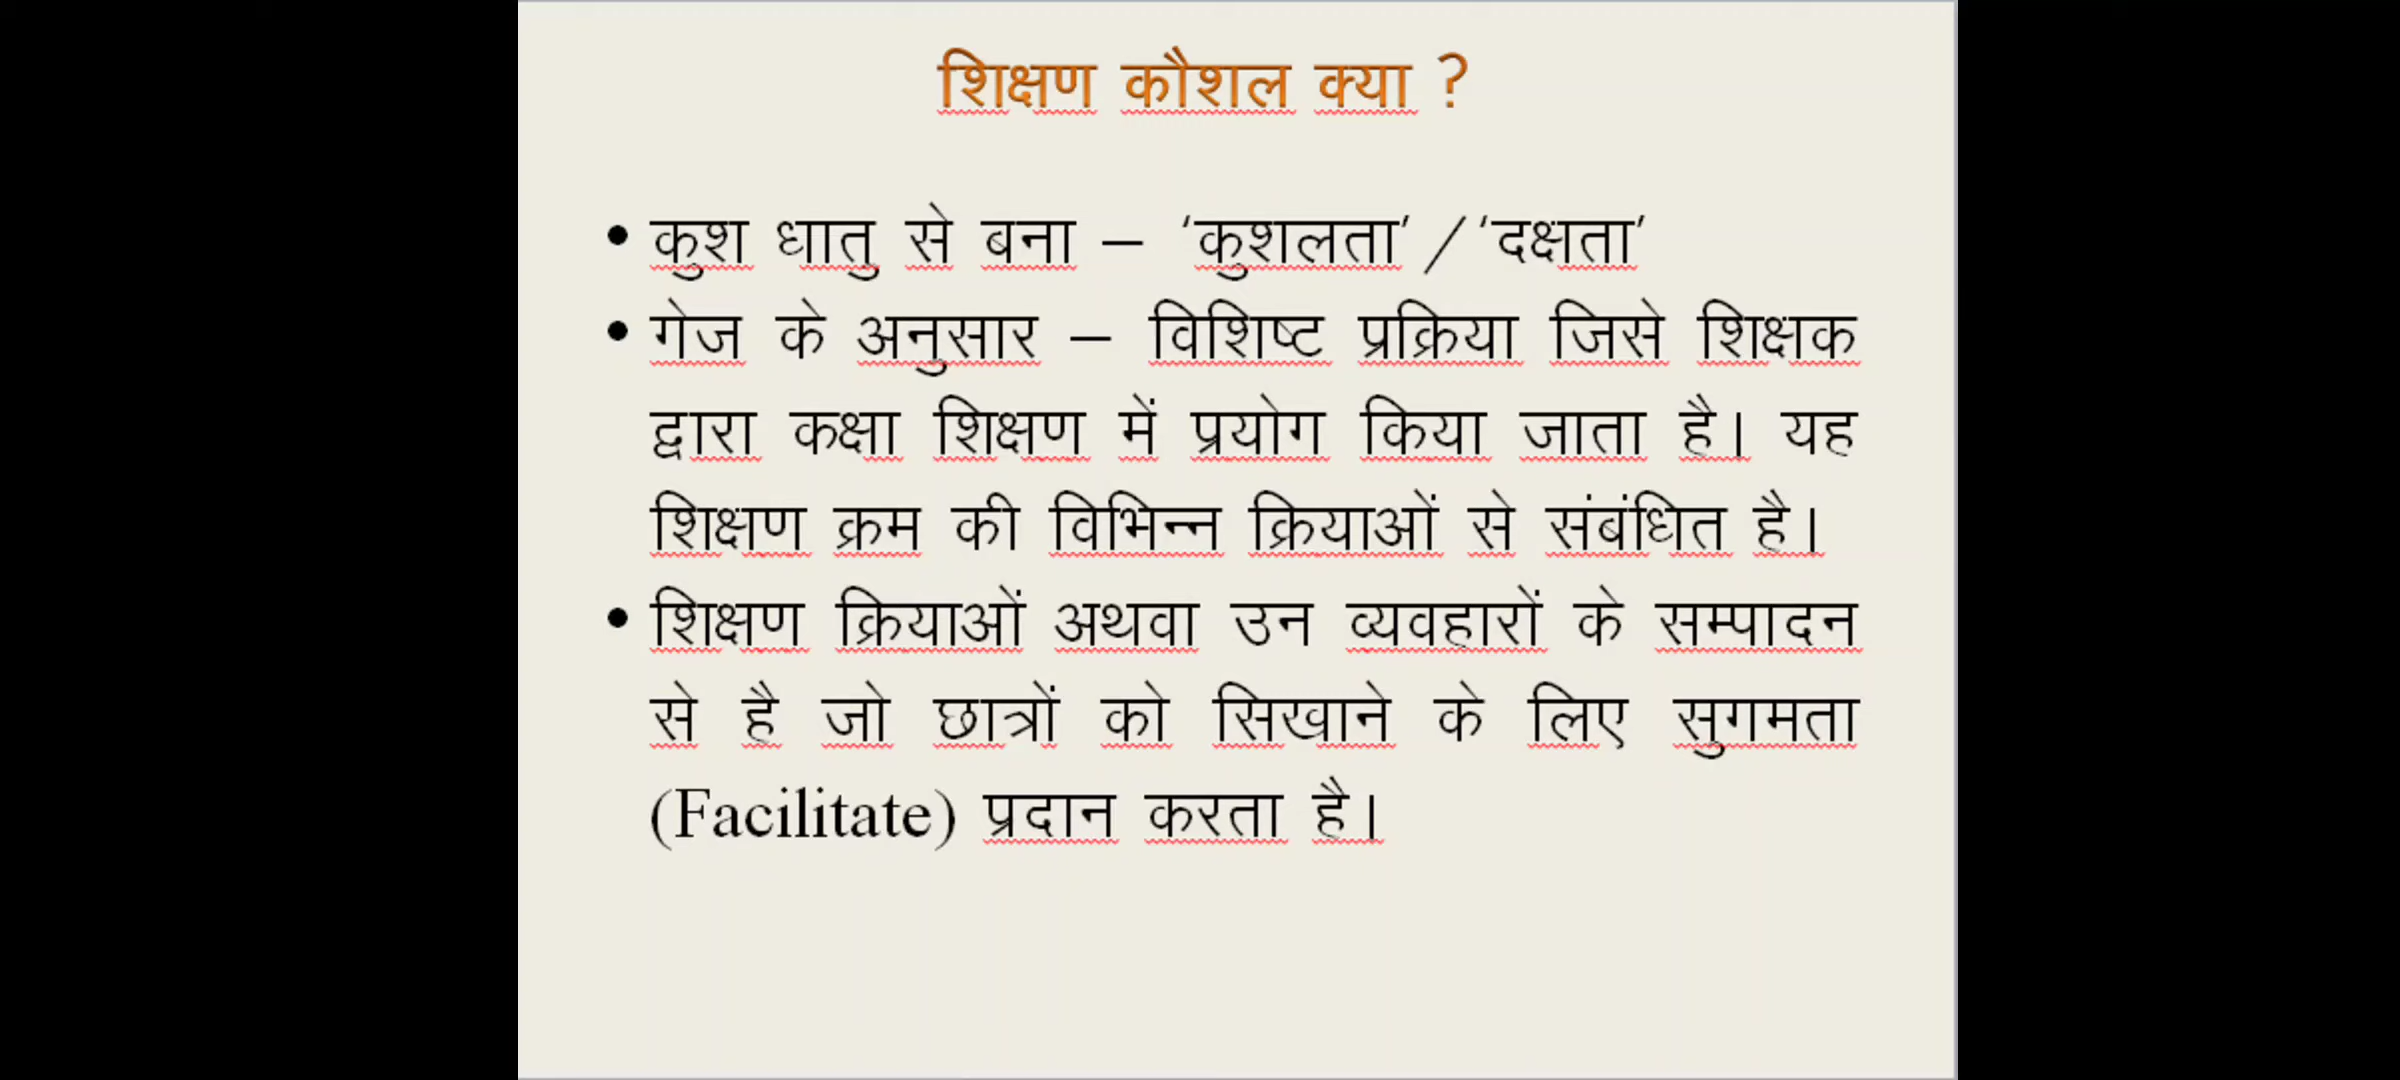 शिक्षण कौशल क्या ?
• कुश धातु से बना – ‘कुशलता’ / ‘दक्षता’
• गेज के अनुसार – विशिष्ट प्रक्रिया जिसे शिक्षक
द्वारा कक्षा शिक्षण में प्रयोग किया जाता है। यह
शिक्षण क्रम की विभिन्न क्रियाओं से संबंधित है।
• शिक्षण क्रियाओं अथवा उन व्यवहारों के सम्पादन
से है जो छात्रों को सिखाने के लिए सुगमता
(Facilitate) प्रदान करता है।